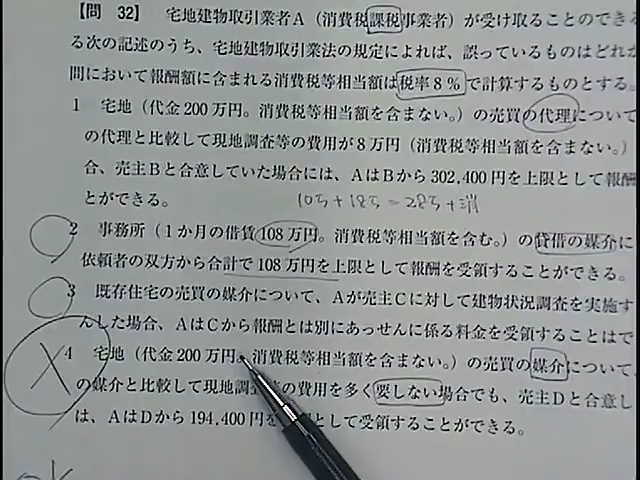 【問 32】 宅地建物取引業者A(消費税課税事業者)が受け取ることのできる
る次の記述のうち、宅地建物取引業法の規定によれば、誤っているものはどれか
間において報酬額に含まれる消費税等相当額は税率8%で計算するものとする。
1 宅地(代金200万円。消費税等相当額を含まない。)の売買の代理について
の代理と比較して現地調査等の費用が8万円(消費税等相当額を含まない。)
合、売主Bと合意していた場合には、AはBから302,400円を上限として報酬
とができる。
10万+18万=28万+消
2 事務所(1か月の借賃108万円。消費税等相当額を含む。)の貸借の媒介に
依頼者の双方から合計で108万円を上限として報酬を受領することができる。
3 既存住宅の売買の媒介について、Aが売主Cに対して建物状況調査を実施す
んした場合、AはCから報酬とは別にあっせんに係る料金を受領することはで
4 宅地(代金200万円。消費税等相当額を含まない。)の売買の媒介について、
の媒介と比較して現地調査の費用を多く要しない場合でも、売主Dと合意し
は、AはDから194,400円を として受領することができる。
ok